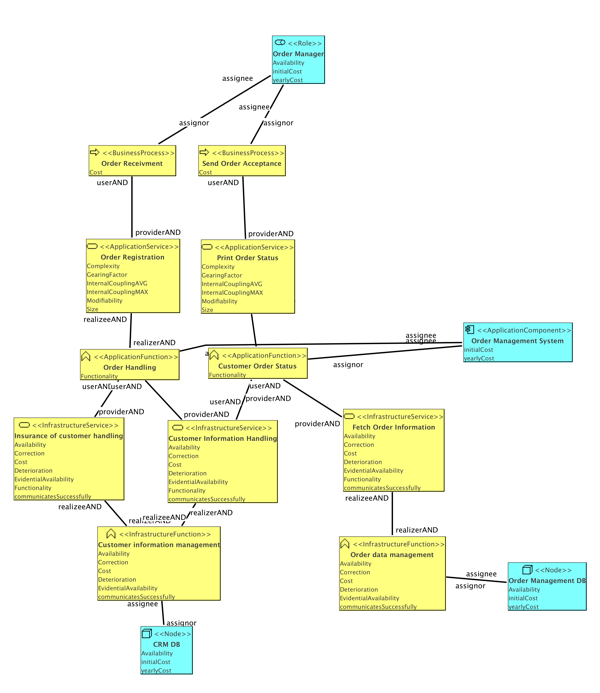 <<Role>>
Order Manager
Availability
initialCost
yearlyCost
assignee
assignee
assignor
assignor
<<BusinessProcess>>
Order Receivment
Cost
<<BusinessProcess>>
Send Order Acceptance
Cost
userAND
userAND
providerAND
providerAND
<<ApplicationService>>
Order Registration
Complexity
GearingFactor
InternalCouplingAVG
InternalCouplingMAX
Modifiability
Size
<<ApplicationService>>
Print Order Status
Complexity
GearingFactor
InternalCouplingAVG
InternalCouplingMAX
Modifiability
Size
realizeeAND
realizerAND
assignee
assignee
<<ApplicationComponent>>
Order Management System
initialCost
yearlyCost
<<ApplicationFunction>>
Order Handling
Functionality
<<ApplicationFunction>>
Customer Order Status
Functionality
assignor
userAND
userAND
userAND
userAND
providerAND
providerAND
providerAND
providerAND
<<InfrastructureService>>
Insurance of customer handling
Availability
Correction
Cost
Deterioration
EvidentialAvailability
Functionality
communicatesSuccessfully
<<InfrastructureService>>
Customer Information Handling
Availability
Correction
Cost
Deterioration
EvidentialAvailability
Functionality
communicatesSuccessfully
<<InfrastructureService>>
Fetch Order Information
Availability
Correction
Cost
Deterioration
EvidentialAvailability
Functionality
communicatesSuccessfully
realizeeAND
realizeeAND
realizerAND
realizeeAND
realizerAND
<<InfrastructureFunction>>
Customer information management
Availability
Correction
Cost
Deterioration
EvidentialAvailability
communicatesSuccessfully
<<InfrastructureFunction>>
Order data management
Availability
Correction
Cost
Deterioration
EvidentialAvailability
communicatesSuccessfully
assignee
assignor
<<Node>>
Order Management DB
Availability
initialCost
yearlyCost
assignee
assignor
<<Node>>
CRM DB
Availability
initialCost
yearlyCost